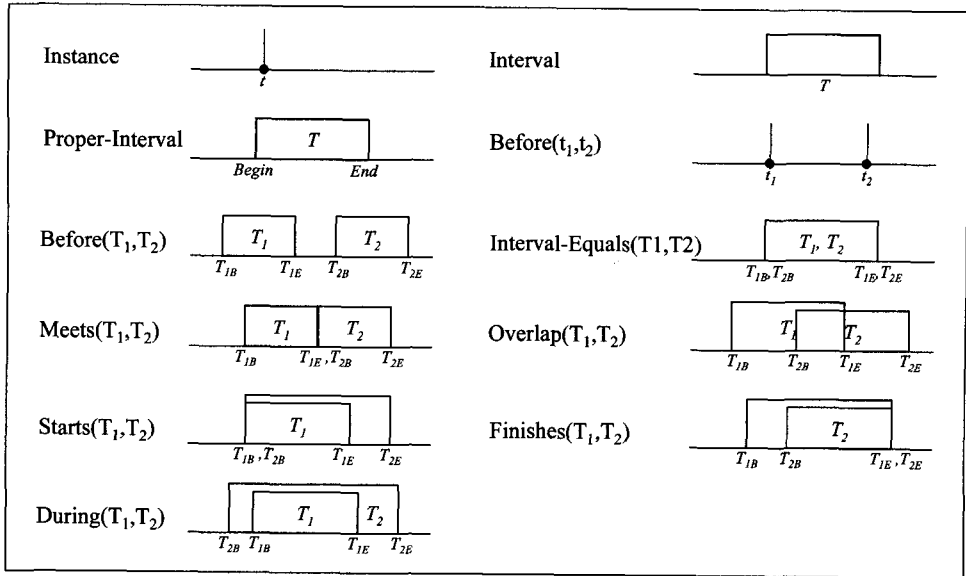 Instance
t
Interval
T
Proper-Interval
T
Begin End
Before(t₁,t₂)
t₁ t₂
Before(T₁,T₂)
T₁ T₂
T₁B T₁E T₂B T₂E
Interval-Equals(T1,T2)
T₁, T₂
T₁B,T₂B T₁E,T₂E
Meets(T₁,T₂)
T₁ T₂
T₁B T₁E ,T₂B T₂E
Overlap(T₁,T₂)
T₁ T₂
T₁B T₂B T₁E T₂E
Starts(T₁,T₂)
T₁
T₁B ,T₂B T₁E T₂E
Finishes(T₁,T₂)
T₂
T₁B T₂B T₁E,T₂E
During(T₁,T₂)
T₁ T₂
T₂B T₁B T₁E T₂E